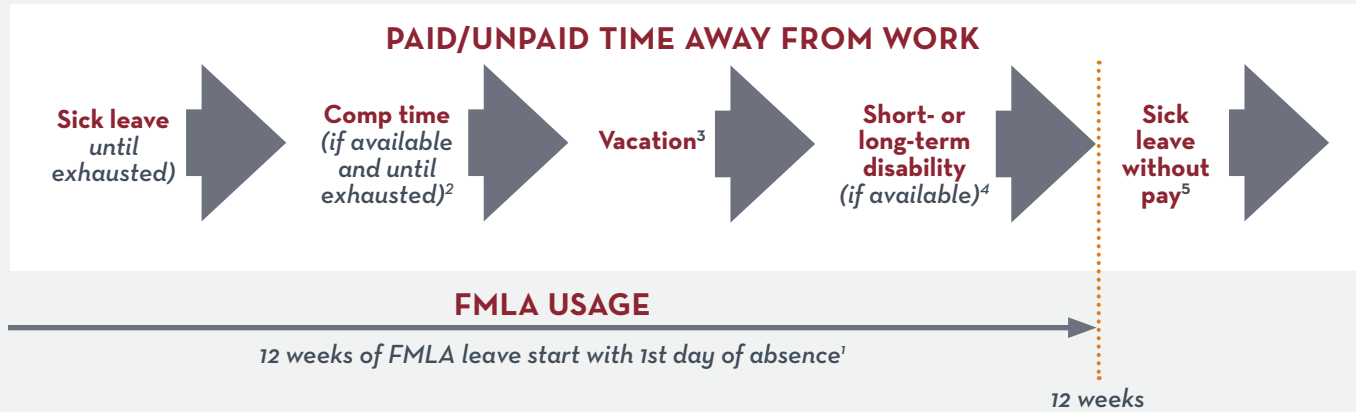 PAID/UNPAID TIME AWAY FROM WORK
Sick leave
until
exhausted)
Comp time
(if available
and until
exhausted)²
Vacation³
Short- or
long-term
disability
(if available)⁴
Sick
leave
without
pay⁵
FMLA USAGE
12 weeks of FMLA leave start with 1st day of absence¹
12 weeks